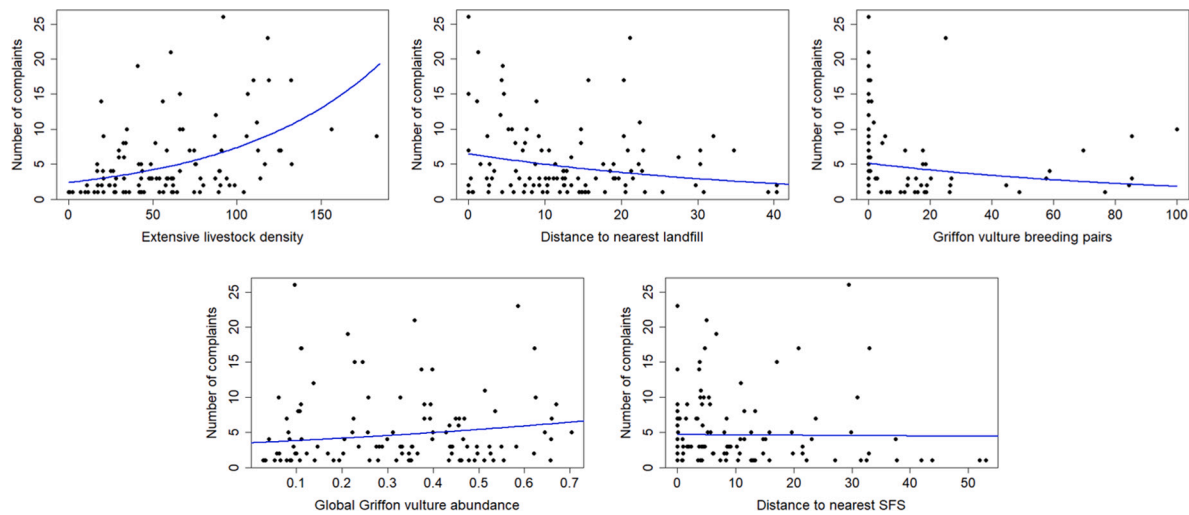 Number of complaints
0 5 10 15 20 25
0 50 100 150
Extensive livestock density
Number of complaints
0 5 10 15 20 25
0 10 20 30 40
Distance to nearest landfill
Number of complaints
0 5 10 15 20 25
0 20 40 60 80 100
Griffon vulture breeding pairs
Number of complaints
0 5 10 15 20 25
0.1 0.2 0.3 0.4 0.5 0.6 0.7
Global Griffon vulture abundance
Number of complaints
0 5 10 15 20 25
0 10 20 30 40 50
Distance to nearest SFS